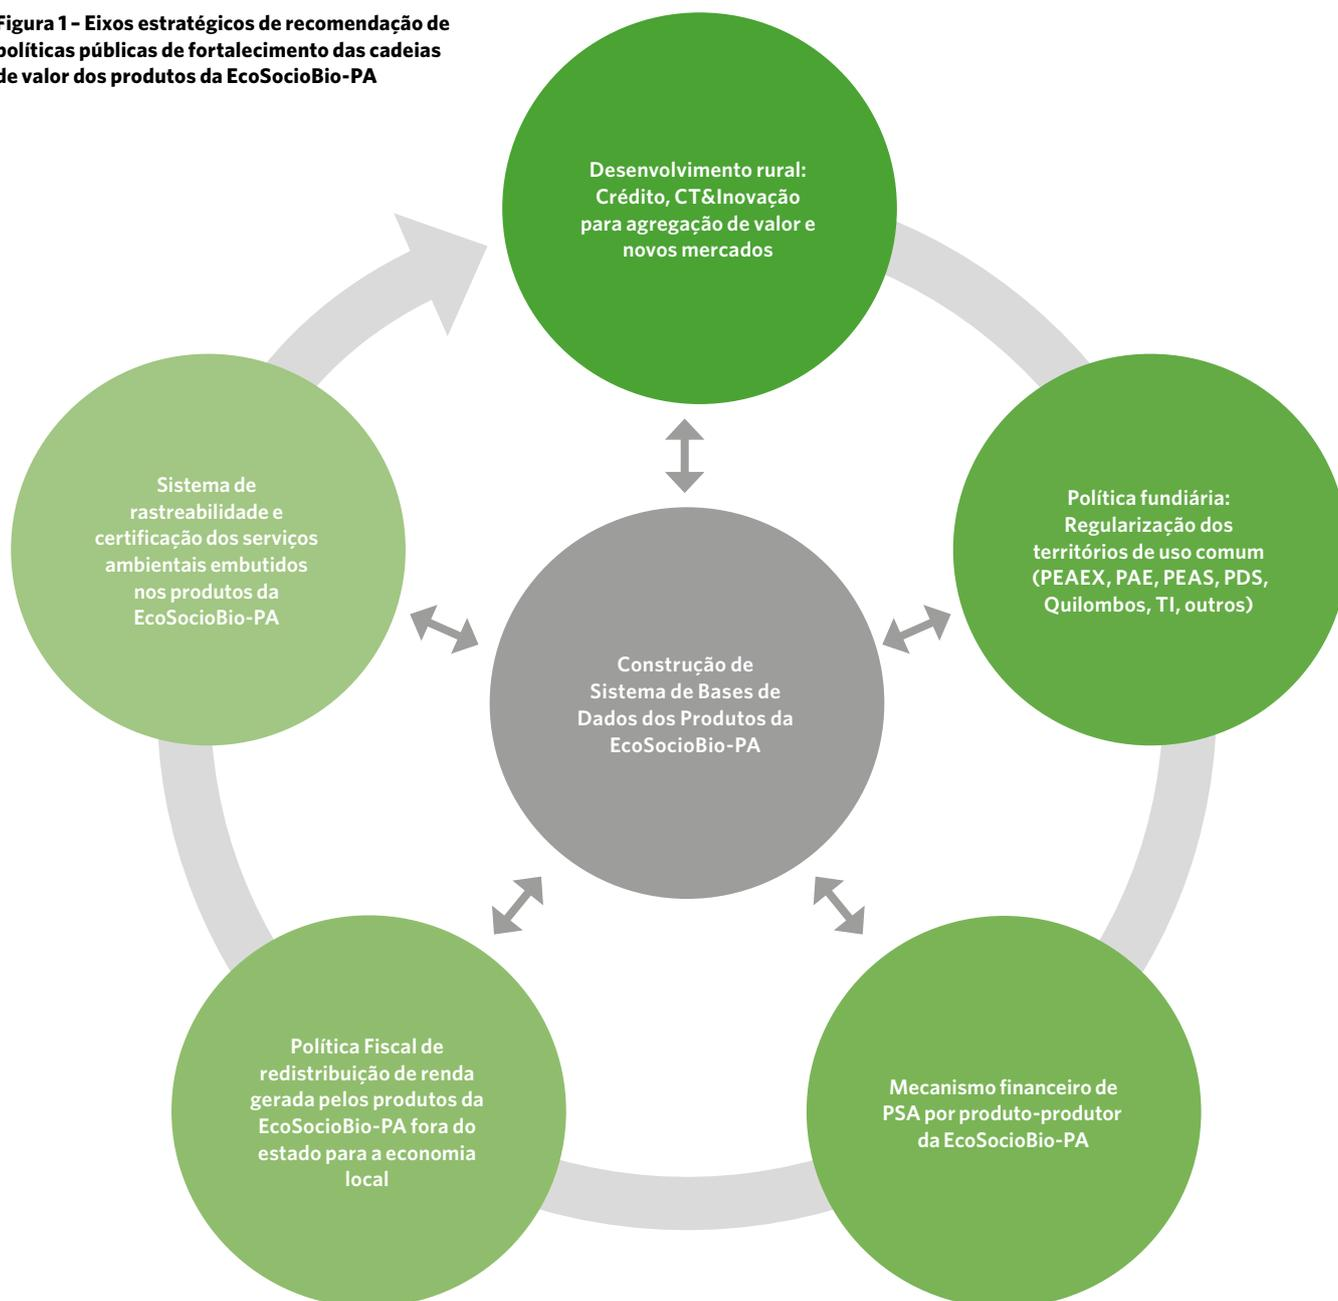 Figura 1 – Eixos estratégicos de recomendação de
políticas públicas de fortalecimento das cadeias
de valor dos produtos da EcoSocioBio-PA
Desenvolvimento rural:
Crédito, CT&Inovação
para agregação de valor e
novos mercados
Política fundiária:
Regularização dos
territórios de uso comum
(PEAEX, PAE, PEAS, PDS,
Quilombos, TI, outros)
Mecanismo financeiro de
PSA por produto-produtor
da EcoSocioBio-PA
Política Fiscal de
redistribuição de renda
gerada pelos produtos da
EcoSocioBio-PA fora do
estado para a economia
local
Sistema de
rastreabilidade e
certificação dos serviços
ambientais embutidos
nos produtos da
EcoSocioBio-PA
Construção de
Sistema de Bases de
Dados dos Produtos da
EcoSocioBio-PA